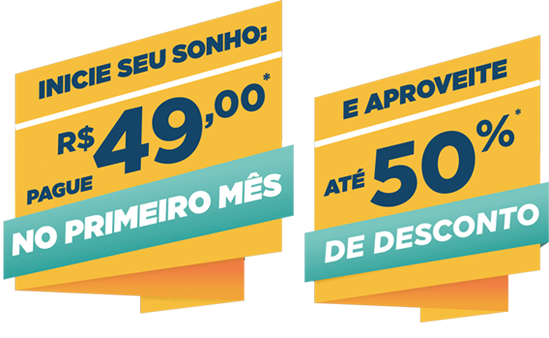 INICIE SEU SONHO:
PAGUE R$49,00*
NO PRIMEIRO MÊS
E APROVEITE
ATÉ 50%*
DE DESCONTO